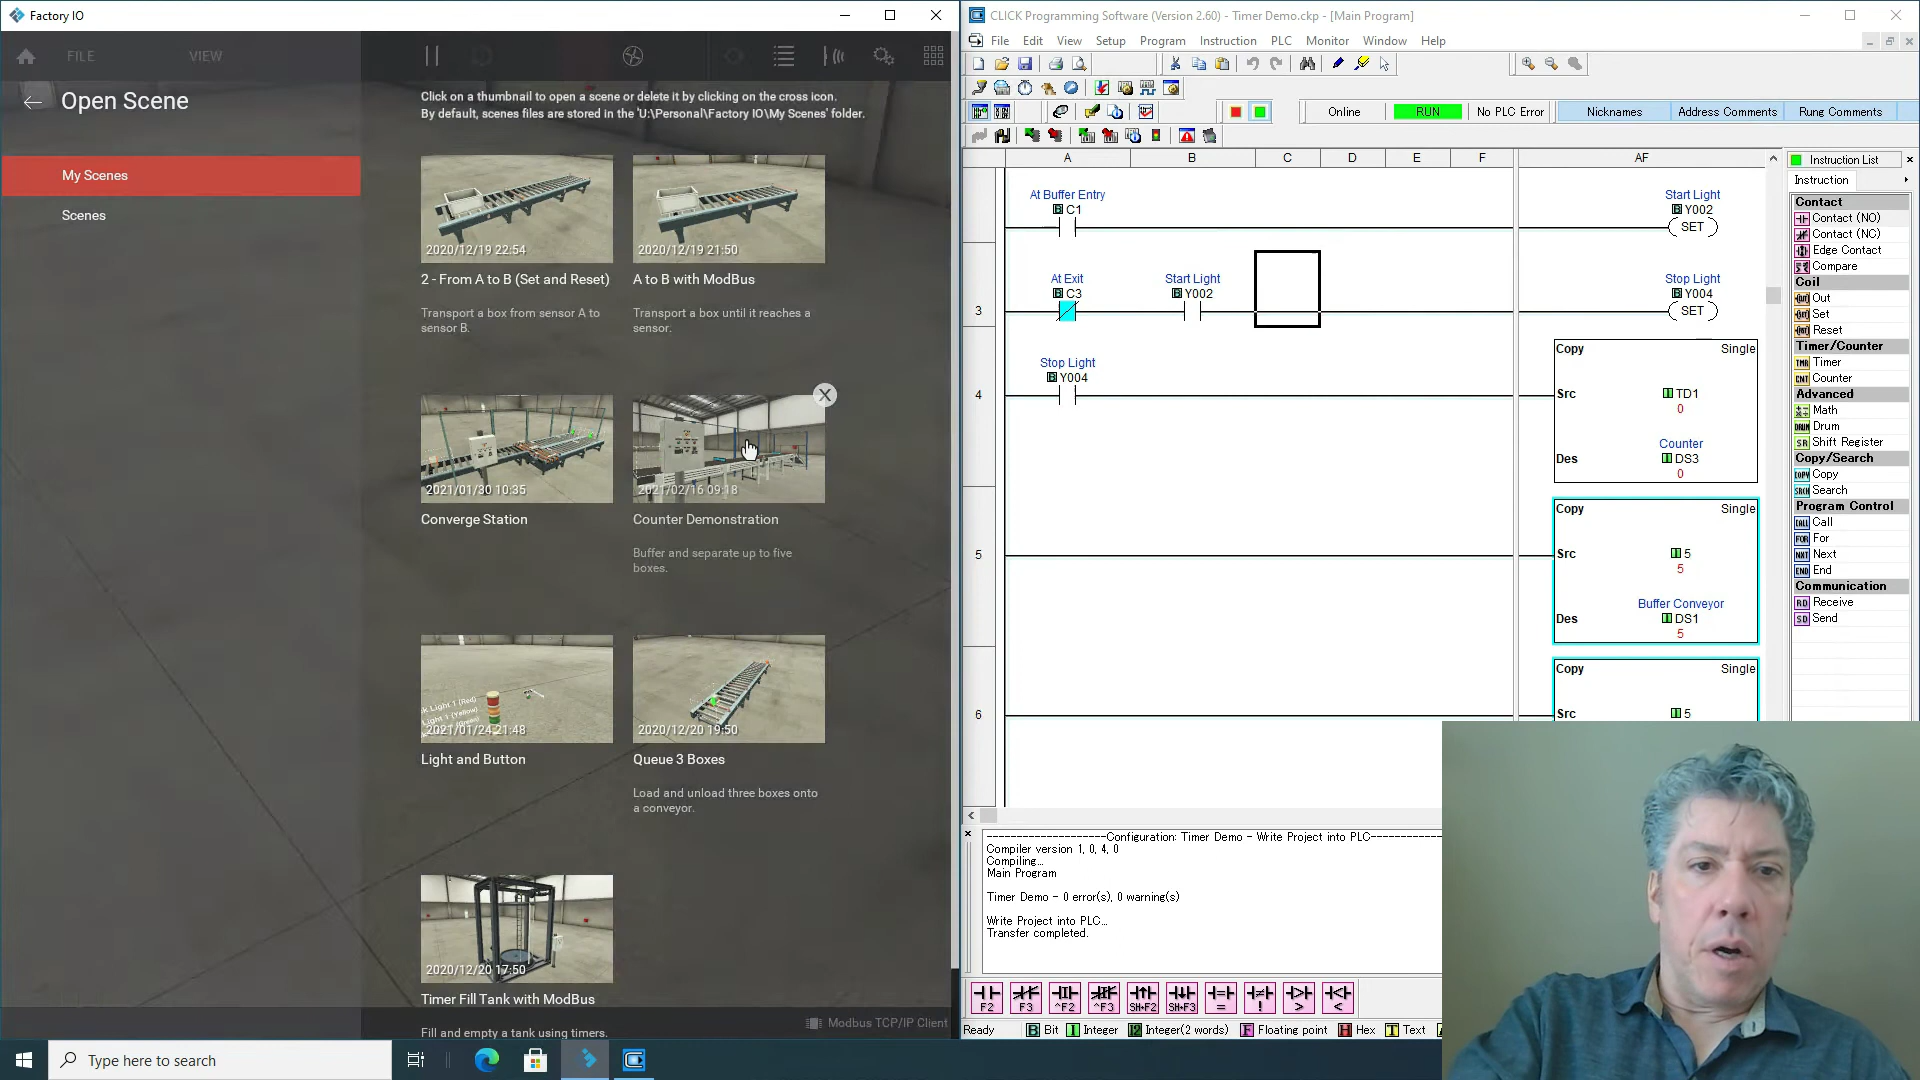 Factory IO
FILE
VIEW
Open Scene
My Scenes
Scenes
Click on a thumbnail to open a scene or delete it by clicking on the cross icon.
By default, scenes files are stored in the 'U:\Personal\Factory IO\My Scenes' folder.
2020/12/19 22:54
2020/12/19 21:50
2 - From A to B (Set and Reset)
A to B with ModBus
Transport a box from sensor A to
sensor B.
Transport a box until it reaches a
sensor.
2021/01/30 10:35
2021/02/16 09:18
Converge Station
Counter Demonstration
Buffer and separate up to five
boxes.
2021/01/24 21:48
2020/12/20 19:50
Light and Button
Queue 3 Boxes
Load and unload three boxes onto
a conveyor.
2020/12/20 17:50
Timer Fill Tank with ModBus
Fill and empty a tank using timers.
Modbus TCP/IP Client
Type here to search
CLICK Programming Software (Version 2.60) - Timer Demo.ckp - [Main Program]
File Edit View Setup Program Instruction PLC Monitor Window Help
Online RUN No PLC Error Nicknames Address Comments Rung Comments
A B C D E F AF
At Buffer Entry
B C1
Start Light
B Y002
SET
3
At Exit
B C3
Start Light
B Y002
Stop Light
B Y004
SET
4
Stop Light
B Y004
Copy Single
Src TD1
0
Counter
Des DS3
0
5
Copy Single
Src 5
5
Buffer Conveyor
Des DS1
5
6
Copy Single
Src 5
Instruction List
Instruction
Contact
Contact (NO)
Contact (NC)
Edge Contact
Compare
Coil
Out
Set
Reset
Timer/Counter
TMR Timer
CNT Counter
Advanced
Math
DRUM Drum
SR Shift Register
Copy/Search
COPY Copy
SRCH Search
Program Control
CALL Call
FOR For
NXT Next
END End
Communication
RD Receive
SD Send
--------------------Configuration: Timer Demo - Write Project into PLC-----------
Compiler version 1, 0, 4, 0
Compiling...
Main Program
Timer Demo - 0 error(s), 0 warning(s)
Write Project into PLC...
Transfer completed.
F2 F3 ^F2 ^F3 SH+F2 SH+F3 = ! > <
Ready B Bit I Integer I2 Integer(2 words) F Floating point H Hex T Text